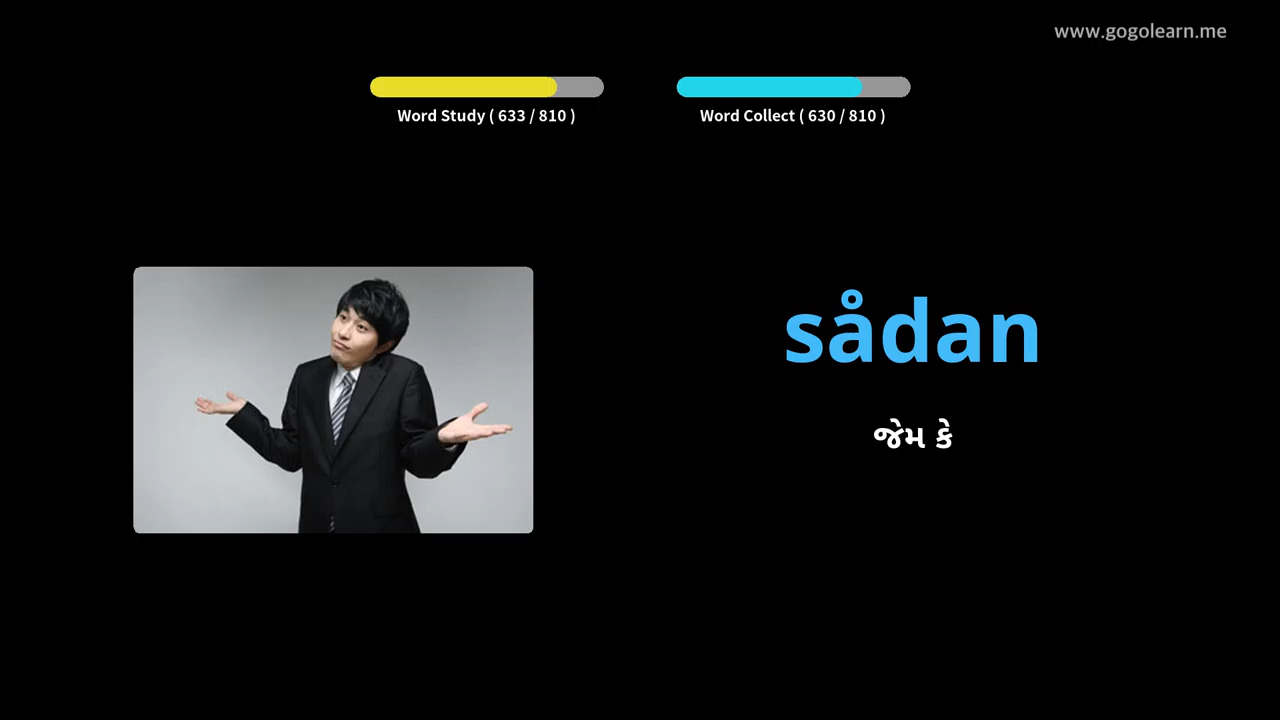 www.gogolearn.me
Word Study ( 633 / 810 )
Word Collect ( 630 / 810 )
sådan
જેમ કે